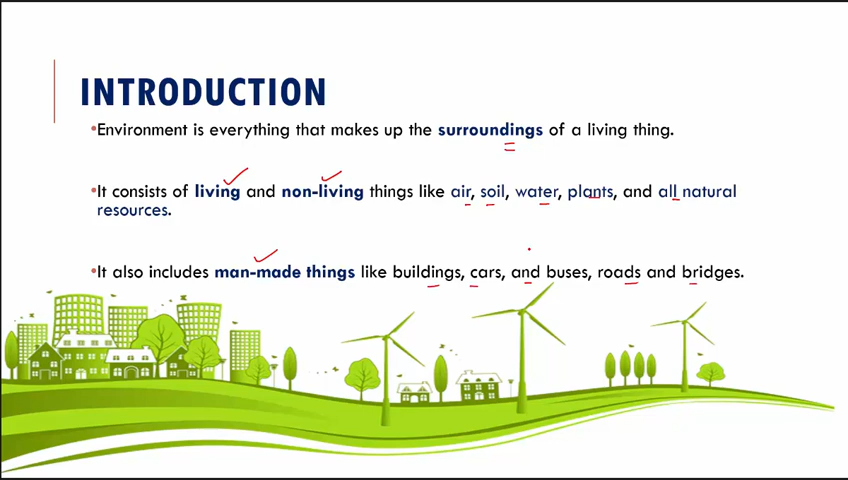 INTRODUCTION
•Environment is everything that makes up the surroundings of a living thing.
•It consists of living and non-living things like air, soil, water, plants, and all natural
resources.
•It also includes man-made things like buildings, cars, and buses, roads and bridges.